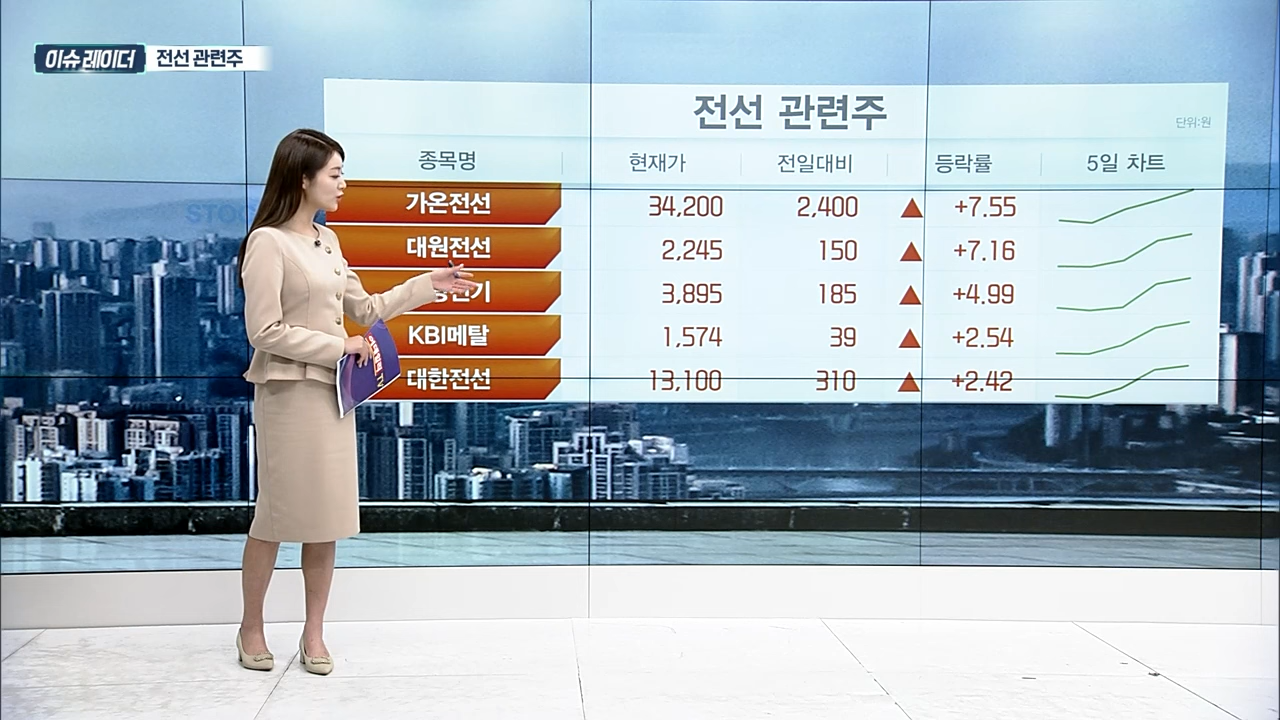 이슈레이더 전선 관련주
전선 관련주
단위:원
종목명 현재가 전일대비 등락률 5일 차트
가온전선 34,200 2,400 ▲ +7.55
대원전선 2,245 150 ▲ +7.16
3,895 185 ▲ +4.99
KBI메탈 1,574 39 ▲ +2.54
대한전선 13,100 310 ▲ +2.42